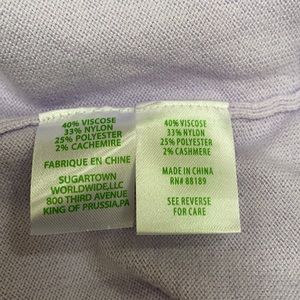 40% VISCOSE
33% NYLON
25% POLYESTER
2% CACHEMIRE
FABRIQUE EN CHINE
SUGARTOWN
WORLDWIDE,LLC
800 THIRD AVENUE
KING OF PRUSSIA,PA
40% VISCOSE
33% NYLON
25% POLYESTER
2% CASHMERE
MADE IN CHINA
RN# 88189
SEE REVERSE
FOR CARE